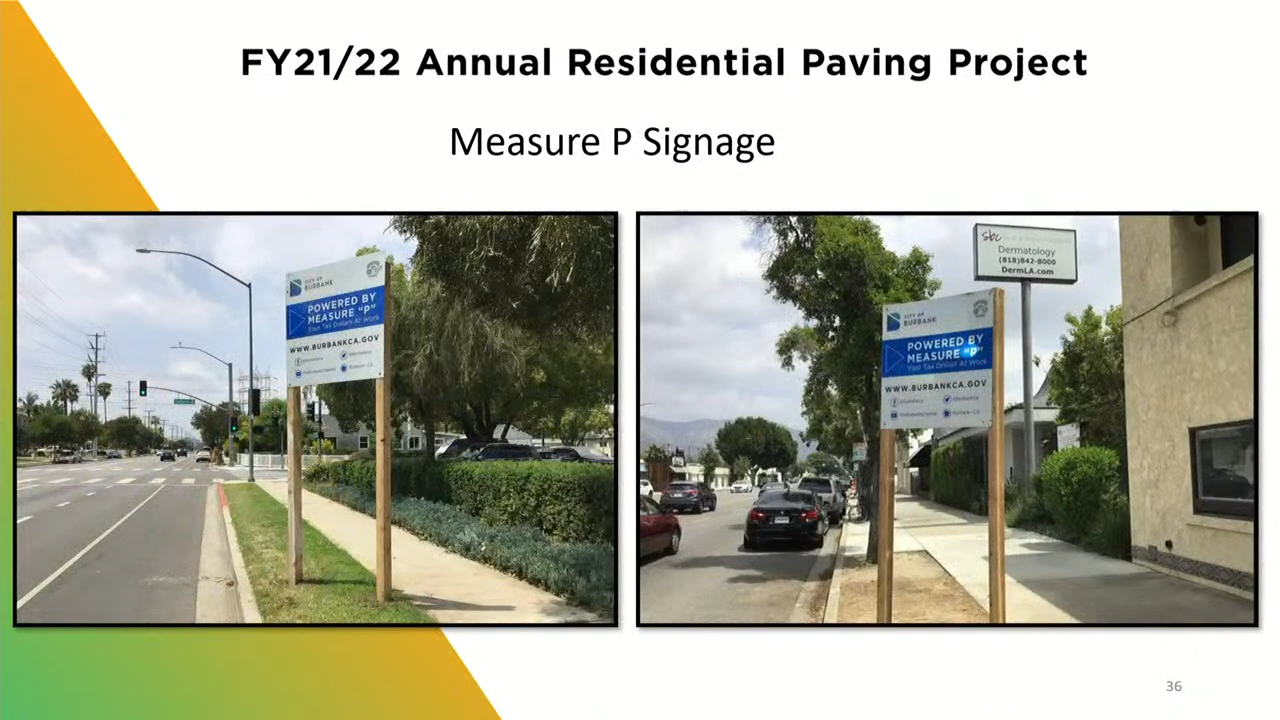 FY21/22 Annual Residential Paving Project
Measure P Signage
CITY OF
BURBANK
POWERED BY
MEASURE "P"
Your Tax Dollars At Work
WWW.BURBANKCA.GOV
sbc
Dermatology
(818)842-8000
DermLA.com
CITY OF
BURBANK
POWERED BY
MEASURE "P"
Your Tax Dollars At Work
WWW.BURBANKCA.GOV
36